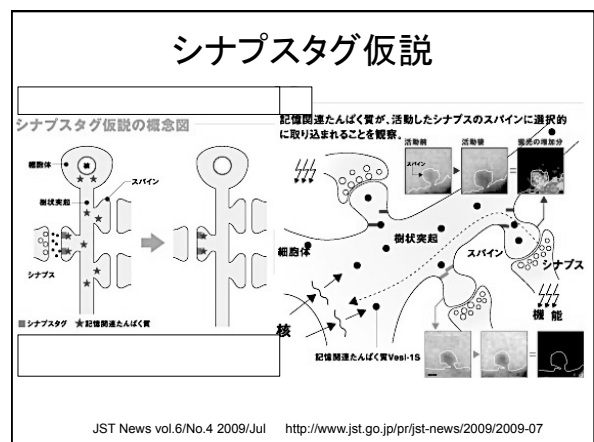 シナプスタグ仮説
シナプスタグ仮説の概念図
細胞体
核
樹状突起
スパイン
シナプス
シナプスタグ
記憶関連たんぱく質
記憶関連たんぱく質が、活動したシナプスのスパインに選択的
に取り込まれることを観察。
活動前
活動後
蛍光の増加分
スパイン
細胞体
樹状突起
スパイン
シナプス
核
機能
記憶関連たんぱく質Vesl-1S
JST News vol.6/No.4 2009/Jul http://www.jst.go.jp/pr/jst-news/2009/2009-07